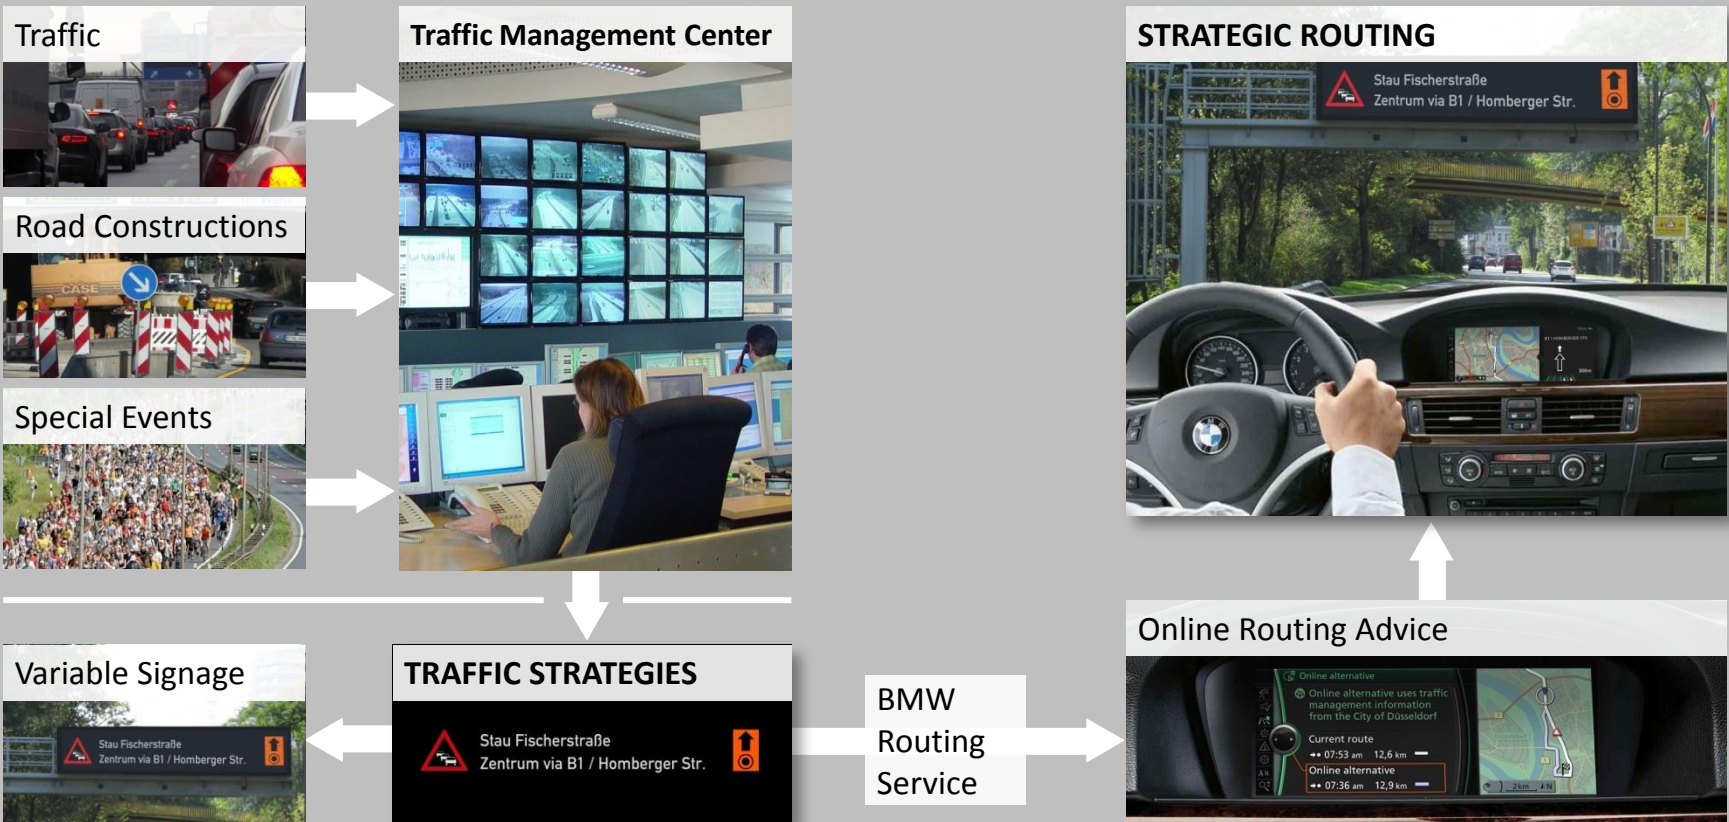 Traffic
Traffic Management Center
STRATEGIC ROUTING
Stau Fischerstraße
Zentrum via B1 / Homberger Str.
Road Constructions
CASE
Special Events
Online Routing Advice
Variable Signage
Stau Fischerstraße
Zentrum via B1 / Homberger Str.
TRAFFIC STRATEGIES
Stau Fischerstraße
Zentrum via B1 / Homberger Str.
BMW
Routing
Service
Online alternative
Online alternative uses traffic
management information
from the City of Düsseldorf
Current route
07:53 am 12,6 km
Online alternative
07:36 am 12,9 km
2km